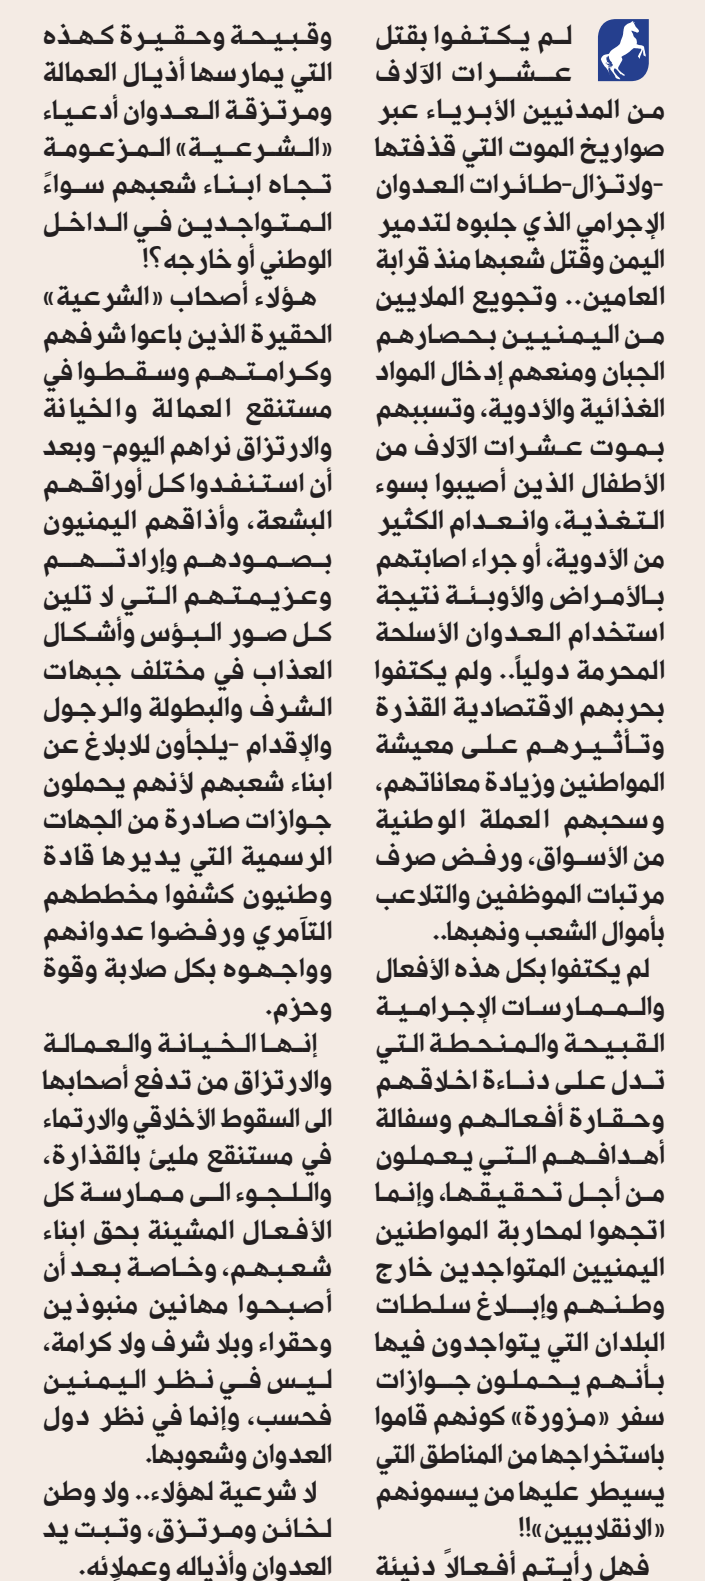 لم يكتفوا بقتل
عشرات الآلاف
من المدنيين الأبرياء عبر
صواريخ الموت التي قذفتها
-ولاتزال-طائرات العدوان
الإجرامي الذي جلبوه لتدمير
اليمن وقتل شعبها منذ قرابة
العامين.. وتجويع الملايين
من اليمنيين بحصارهم
الجبان ومنعهم إدخال المواد
الغذائية والأدوية، وتسببهم
بموت عشرات الآلاف من
الأطفال الذين أصيبوا بسوء
التغذية، وانعدام الكثير
من الأدوية، أو جراء اصابتهم
بالأمراض والأوبئة نتيجة
استخدام العدوان الأسلحة
المحرمة دولياً.. ولم يكتفوا
بحربهم الاقتصادية القذرة
وتأثيرهم على معيشة
المواطنين وزيادة معاناتهم،
وسحبهم العملة الوطنية
من الأسواق، ورفض صرف
مرتبات الموظفين والتلاعب
بأموال الشعب ونهبها..
لم يكتفوا بكل هذه الأفعال
والممارسات الإجرامية
القبيحة والمنحطة التي
تدل على دناءة اخلاقهم
وحقارة أفعالهم وسفالة
أهدافهم التي يعملون
من أجل تحقيقها، وإنما
اتجهوا لمحاربة المواطنين
اليمنيين المتواجدين خارج
وطنهم وإبلاغ سلطات
البلدان التي يتواجدون فيها
بأنهم يحملون جوازات
سفر «مزورة» كونهم قاموا
باستخراجها من المناطق التي
يسيطر عليها من يسمونهم
«الانقلابيين»!!
فهل رأيتم أفعالاً دنيئة
وقبيحة وحقيرة كهذه
التي يمارسها أذيال العمالة
ومرتزقة العدوان أدعياء
«الشرعية» المزعومة
تجاه ابناء شعبهم سواءً
المتواجدين في الداخل
الوطني أو خارجه؟!
هؤلاء أصحاب «الشرعية»
الحقيرة الذين باعوا شرفهم
وكرامتهم وسقطوا في
مستنقع العمالة والخيانة
والارتزاق نراهم اليوم- وبعد
أن استنفدوا كل أوراقهم
البشعة، وأذاقهم اليمنيون
بصمودهم وإرادتهم
وعزيمتهم التي لا تلين
كل صور البؤس وأشكال
العذاب في مختلف جبهات
الشرف والبطولة والرجول
والإقدام -يلجأون للابلاغ عن
ابناء شعبهم لأنهم يحملون
جوازات صادرة من الجهات
الرسمية التي يديرها قادة
وطنيون كشفوا مخططهم
التآمري ورفضوا عدوانهم
وواجهوه بكل صلابة وقوة
وحزم.
إنها الخيانة والعمالة
والارتزاق من تدفع أصحابها
الى السقوط الأخلاقي والارتماء
في مستنقع مليئ بالقذارة،
واللجوء الى ممارسة كل
الأفعال المشينة بحق ابناء
شعبهم، وخاصة بعد أن
أصبحوا مهانين منبوذين
وحقراء وبلا شرف ولا كرامة،
ليس في نظر اليمنين
فحسب، وإنما في نظر دول
العدوان وشعوبها.
لا شرعية لهؤلاء.. ولا وطن
لخائن ومرتزق، وتبت يد
العدوان وأذياله وعملائه.